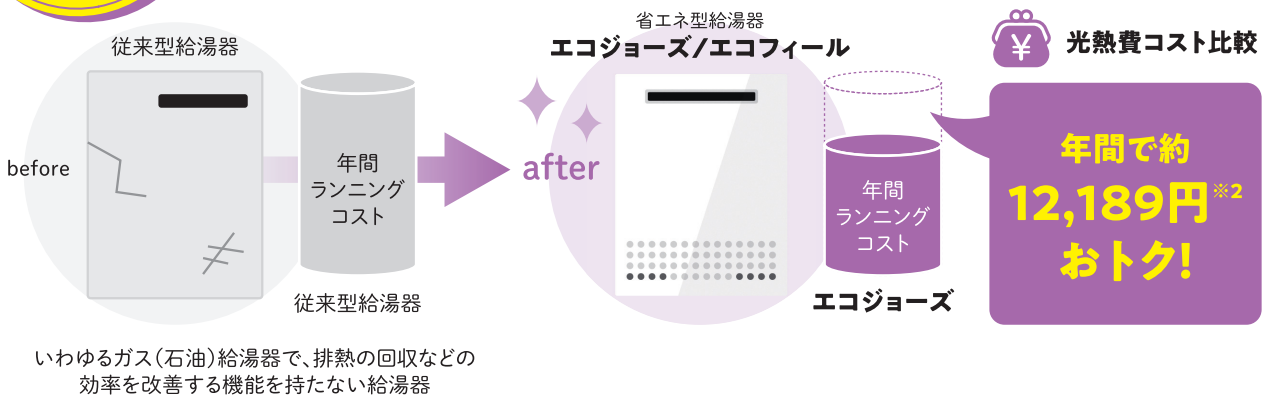 従来型給湯器
before
年間
ランニング
コスト
従来型給湯器
いわゆるガス(石油)給湯器で、排熱の回収などの
効率を改善する機能を持たない給湯器
省エネ型給湯器
エコジョーズ/エコフィール
after
年間
ランニング
コスト
エコジョーズ
¥
光熱費コスト比較
年間で約
12,189円※2
おトク!